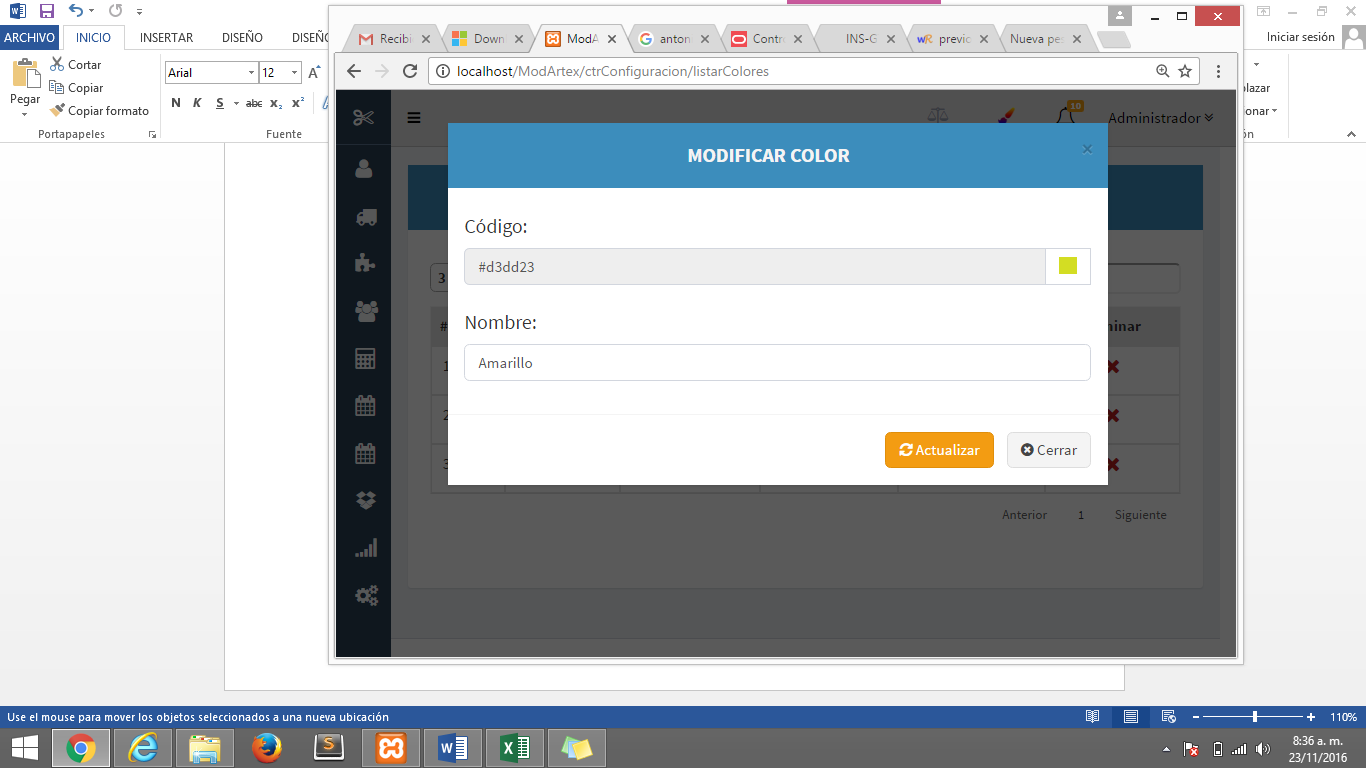 ARCHIVO INICIO INSERTAR DISEÑO DISEÑ
Iniciar sesión
Pegar
Cortar
Copiar
Copiar formato
Portapapeles
Arial 12 A
N K S abc x₂ x²
Fuente
Recibi Down ModA anton Contr INS-G previc Nueva pe
localhost/ModArtex/ctrConfiguracion/listarColores
10
Administrador
MODIFICAR COLOR ×
Código:
#d3dd23
Nombre:
Amarillo
Actualizar Cerrar
3
# inar
1
2
3
Anterior 1 Siguiente
plazar
ionar
ón
Use el mouse para mover los objetos seleccionados a una nueva ubicación
110%
8:36 a. m.
23/11/2016